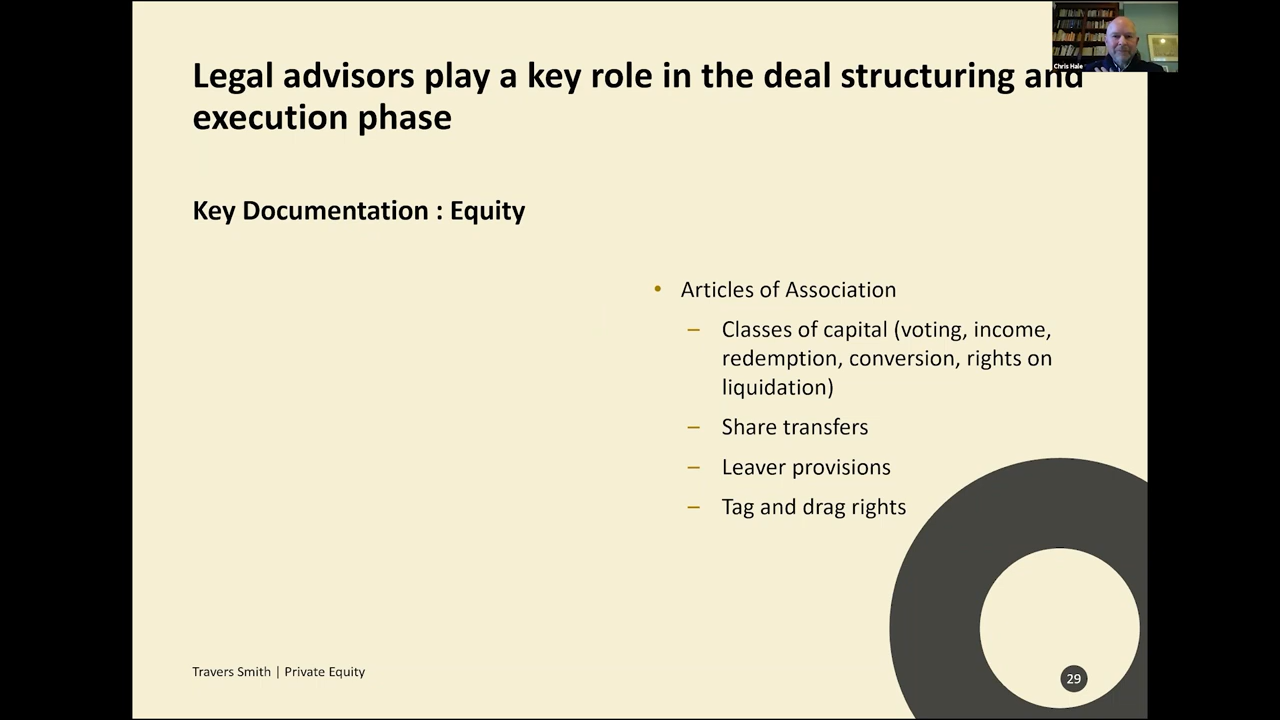 Legal advisors play a key role in the deal structuring and
execution phase
Chris Hale
Key Documentation : Equity
• Articles of Association
– Classes of capital (voting, income,
redemption, conversion, rights on
liquidation)
– Share transfers
– Leaver provisions
– Tag and drag rights
Travers Smith | Private Equity
29